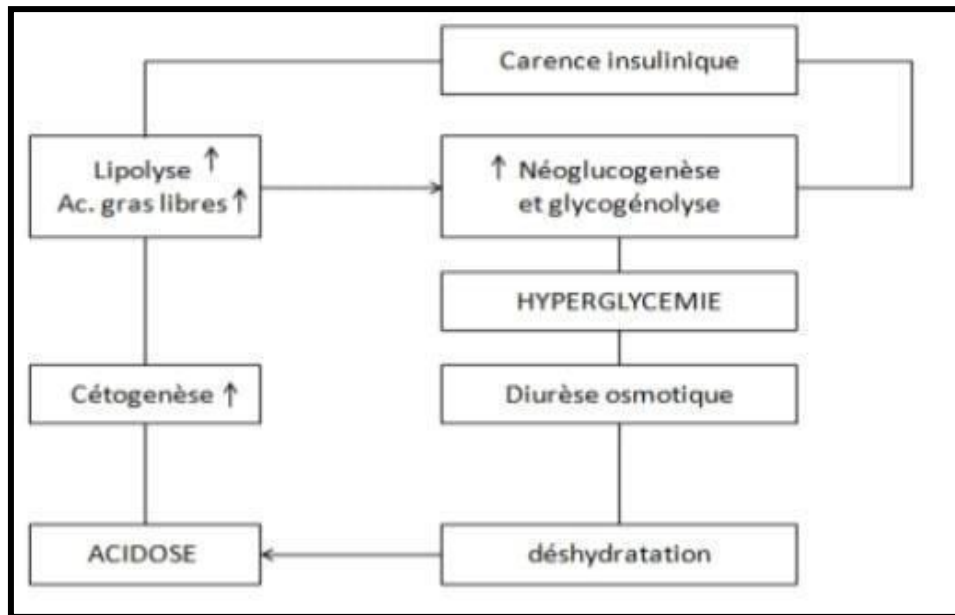 Carence insulinique
Lipolyse ↑
Ac. gras libres ↑
↑ Néoglucogenèse
et glycogénolyse
HYPERGLYCEMIE
Cétogenèse ↑
Diurèse osmotique
ACIDOSE
déshydratation